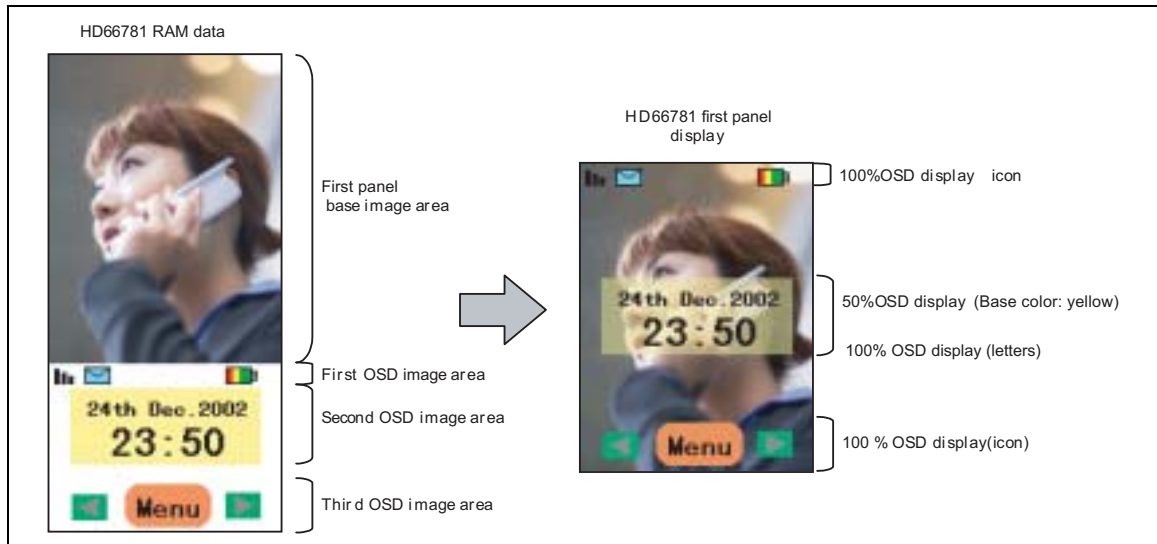 HD66781 RAM data
First panel
base image area
First OSD image area
24th Dec.2002
23:50
Second OSD image area
Menu
Third OSD image area
HD66781 first panel
display
100%OSD display icon
24th Dec.2002
23:50
50%OSD display (Base color: yellow)
100% OSD display (letters)
Menu
100 % OSD display(icon)